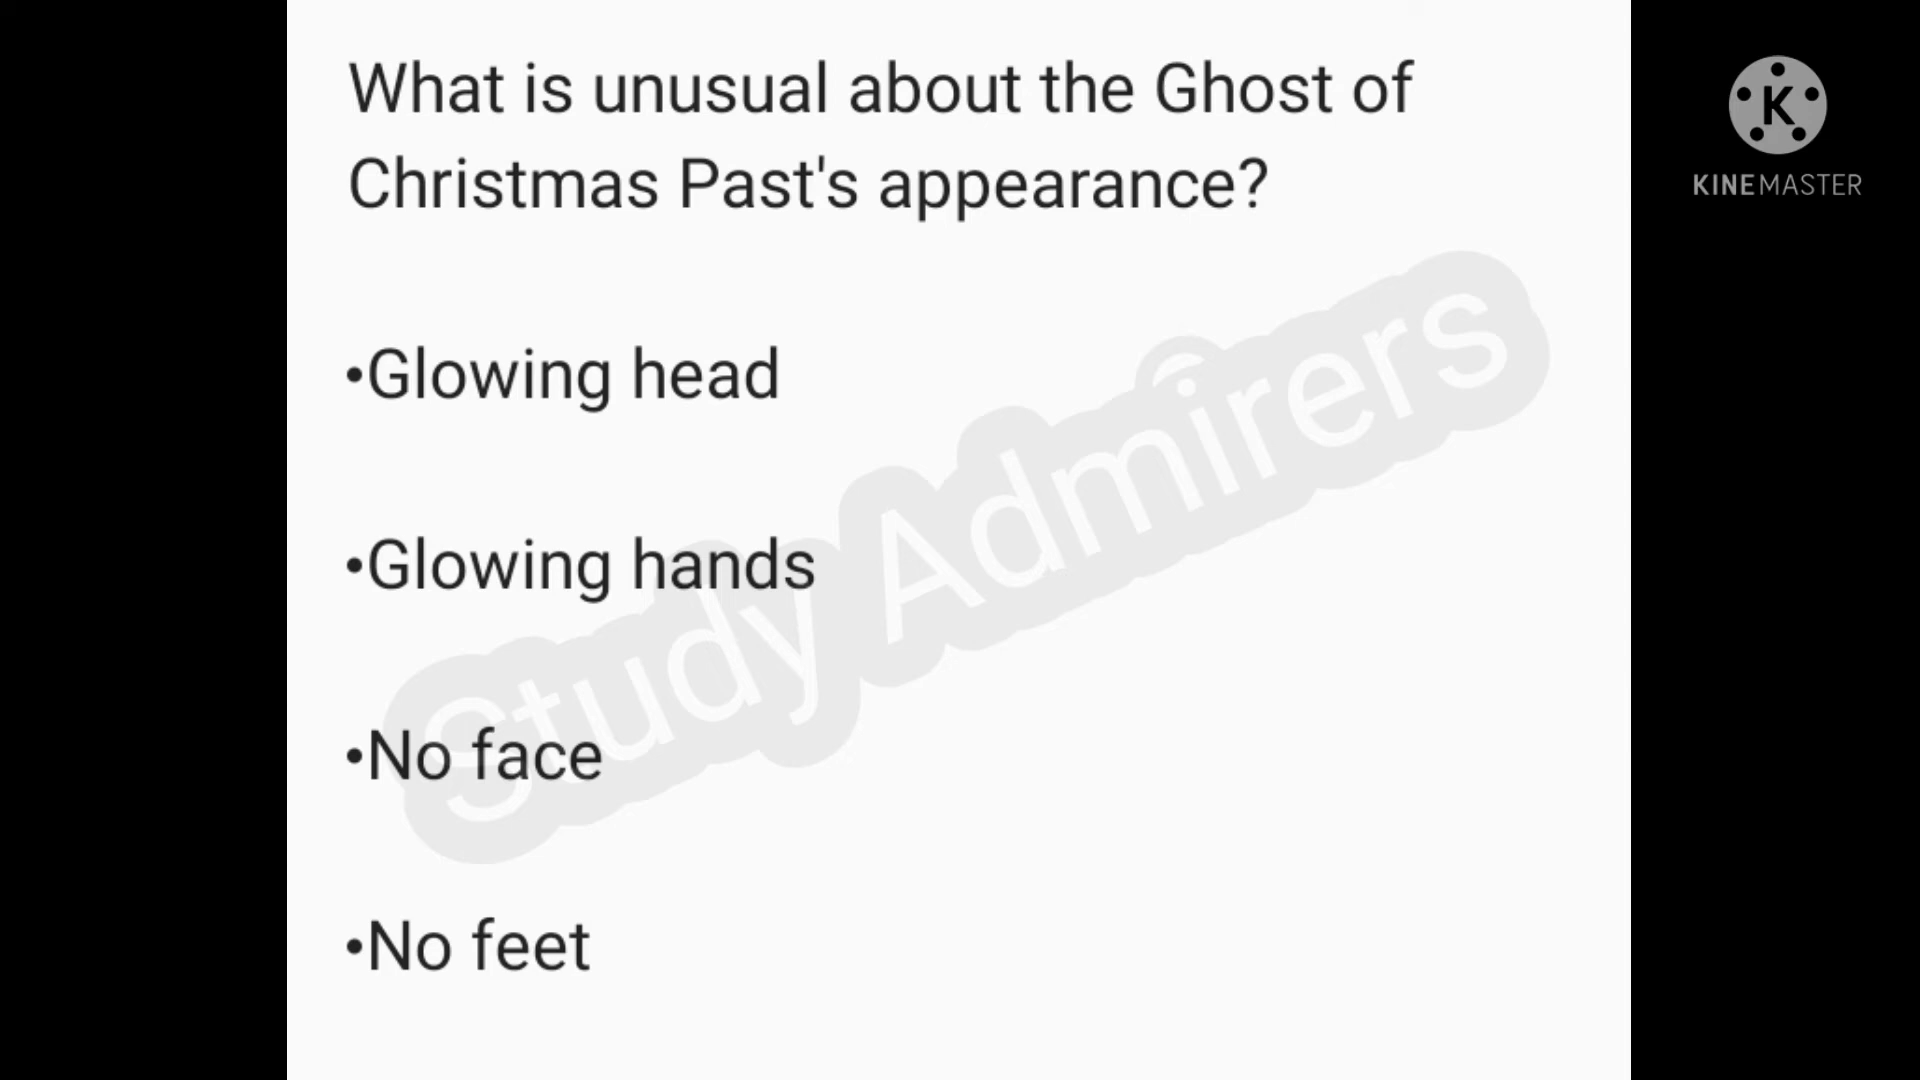 What is unusual about the Ghost of
Christmas Past's appearance?
•Glowing head
•Glowing hands
•No face
•No feet
Study Admirers
K
KINEMASTER